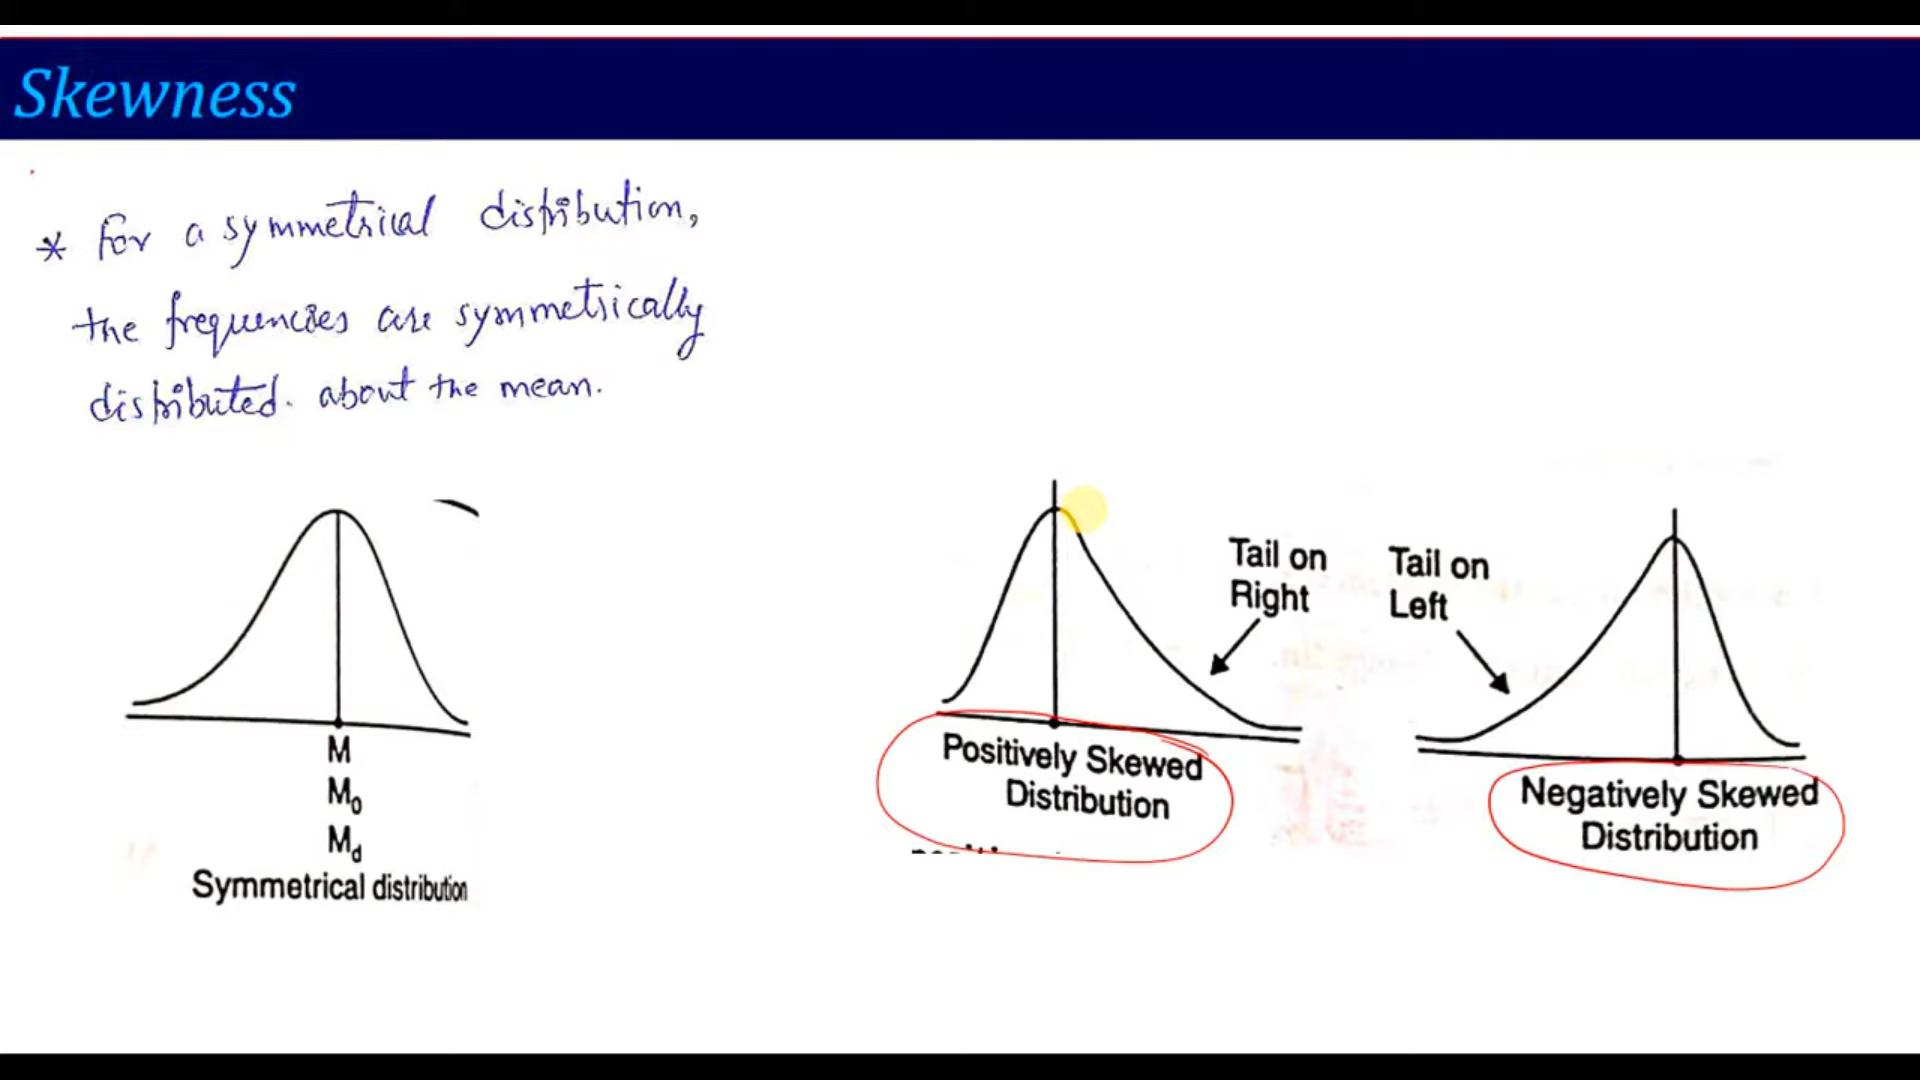 Skewness
* For a symmetrical distribution,
the frequencies are symmetrically
distributed. about the mean.
M
M₀
M_d
Symmetrical distribution
Tail on
Right
Positively Skewed
Distribution
Tail on
Left
Negatively Skewed
Distribution